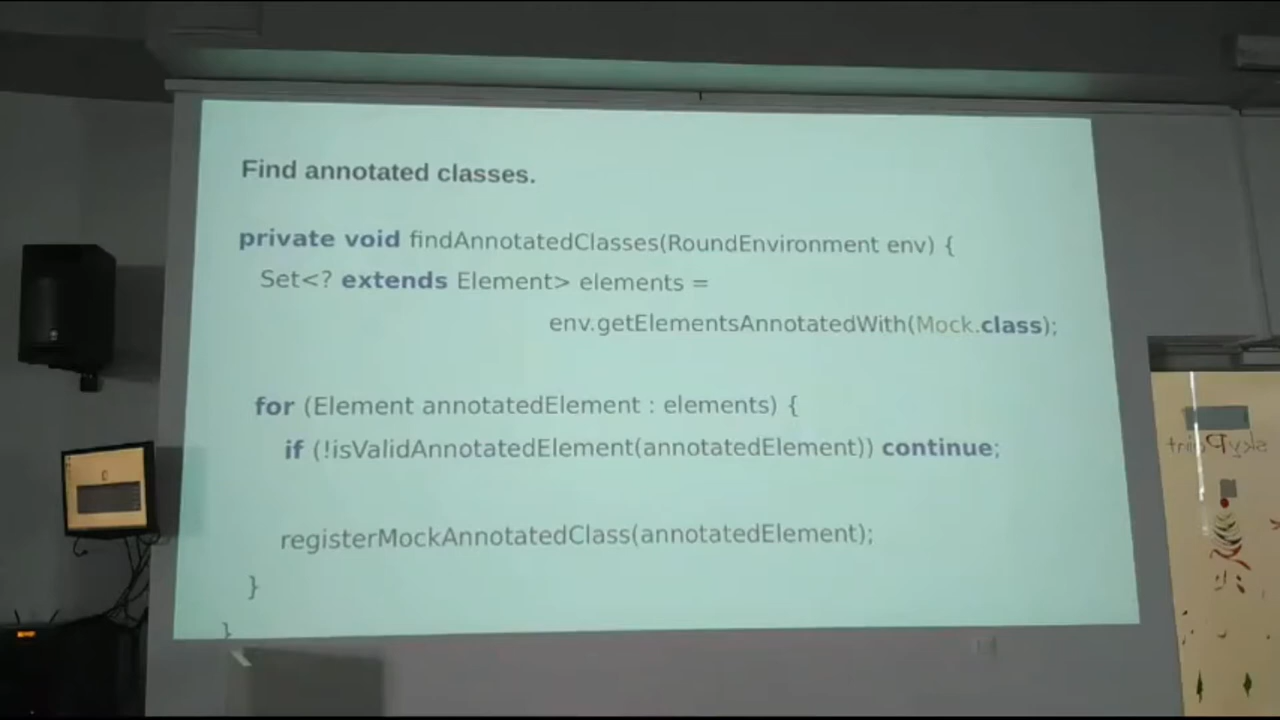 Find annotated classes.
private void findAnnotatedClasses(RoundEnvironment env) {
Set<? extends Element> elements =
env.getElementsAnnotatedWith(Mock.class);
for (Element annotatedElement : elements) {
if (!isValidAnnotatedElement(annotatedElement)) continue;
registerMockAnnotatedClass(annotatedElement);
}
}
skyPoint